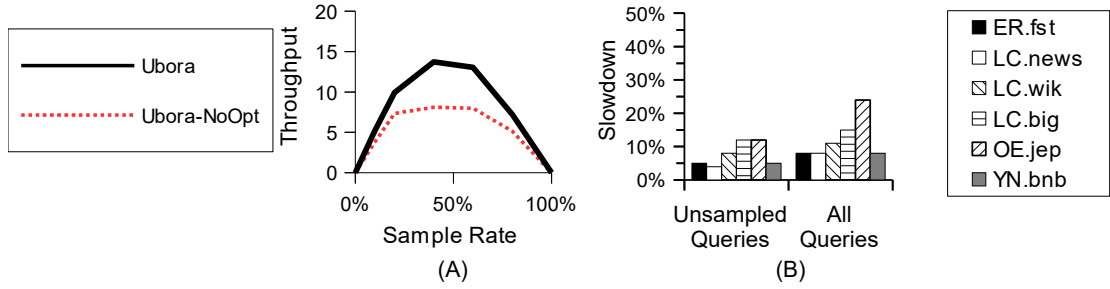 Ubora
Ubora-NoOpt
Throughput
20
15
10
5
0
0%
50%
100%
Sample Rate
(A)
Slowdown
50%
40%
30%
20%
10%
0%
Unsampled
Queries
All
Queries
(B)
ER.fst
LC.news
LC.wik
LC.big
OE.jep
YN.bnb